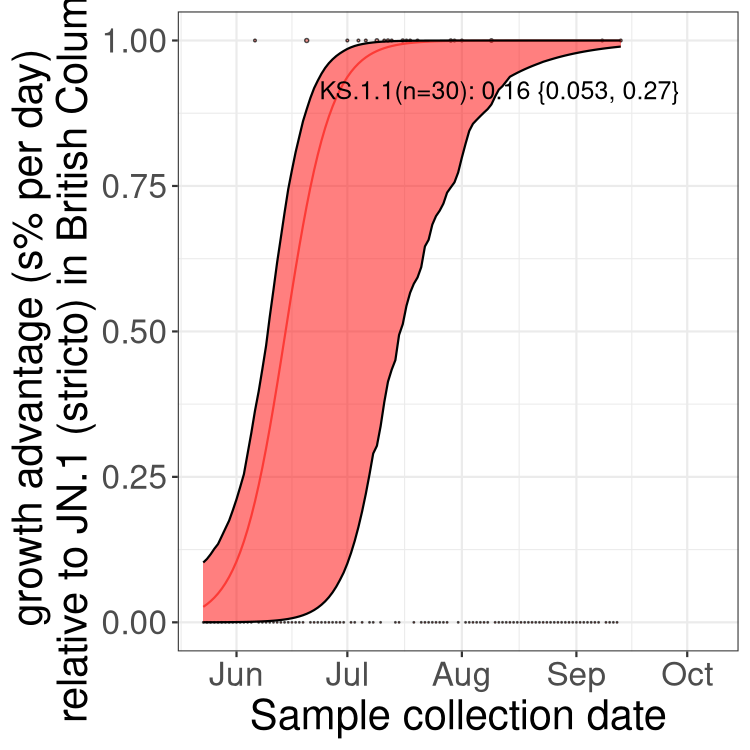 growth advantage (s% per day)
relative to JN.1 (stricto) in British Colum
1.00
0.75
0.50
0.25
0.00
KS.1.1(n=30): 0.16 {0.053, 0.27}
Jun Jul Aug Sep Oct
Sample collection date